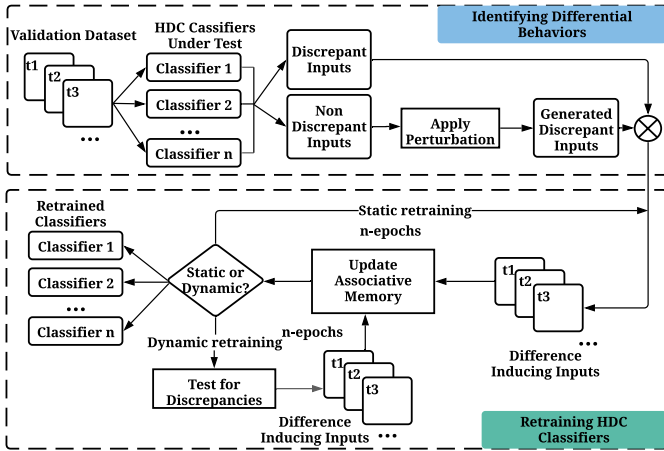 Identifying Differential
Behaviors
Validation Dataset
t1
t2
t3
...
HDC Cassifiers
Under Test
Classifier 1
Classifier 2
...
Classifier n
Discrepant
Inputs
Non
Discrepant
Inputs
Apply
Perturbation
Generated
Discrepant
Inputs
Static retraining
n-epochs
Retrained
Classifiers
Classifier 1
Classifier 2
...
Classifier n
Static or
Dynamic?
Update
Associative
Memory
t1
t2
t3
...
Difference
Inducing Inputs
Dynamic retraining
n-epochs
Test for
Discrepancies
t1
t2
t3
Difference
Inducing Inputs ...
Retraining HDC
Classifiers